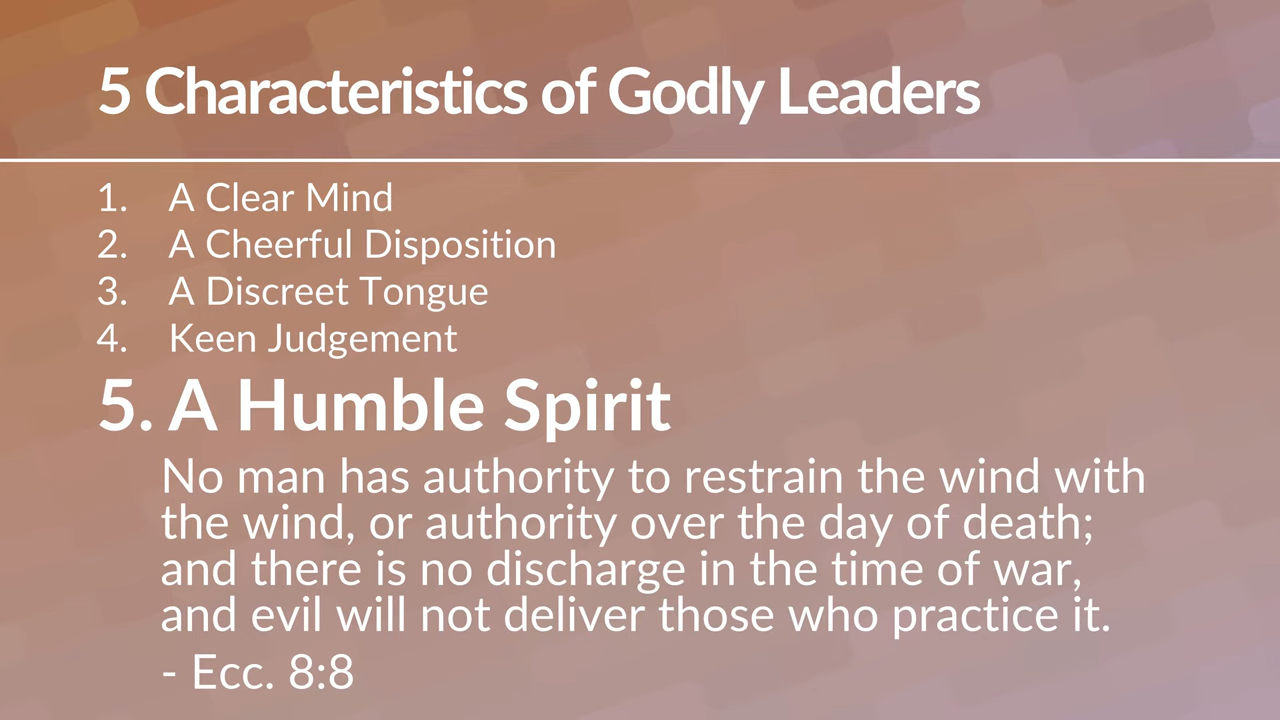 5 Characteristics of Godly Leaders
1. A Clear Mind
2. A Cheerful Disposition
3. A Discreet Tongue
4. Keen Judgement
5. A Humble Spirit
No man has authority to restrain the wind with
the wind, or authority over the day of death;
and there is no discharge in the time of war,
and evil will not deliver those who practice it.
- Ecc. 8:8